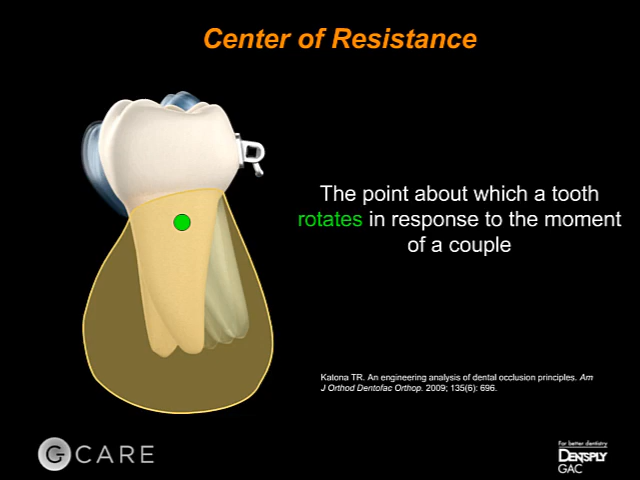 Center of Resistance
The point about which a tooth
rotates in response to the moment
of a couple
Katona TR. An engineering analysis of dental occlusion principles. Am
J Orthod Dentofac Orthop. 2009; 135(6): 696.
GCARE
For better dentistry
DENTSPLY
GAC